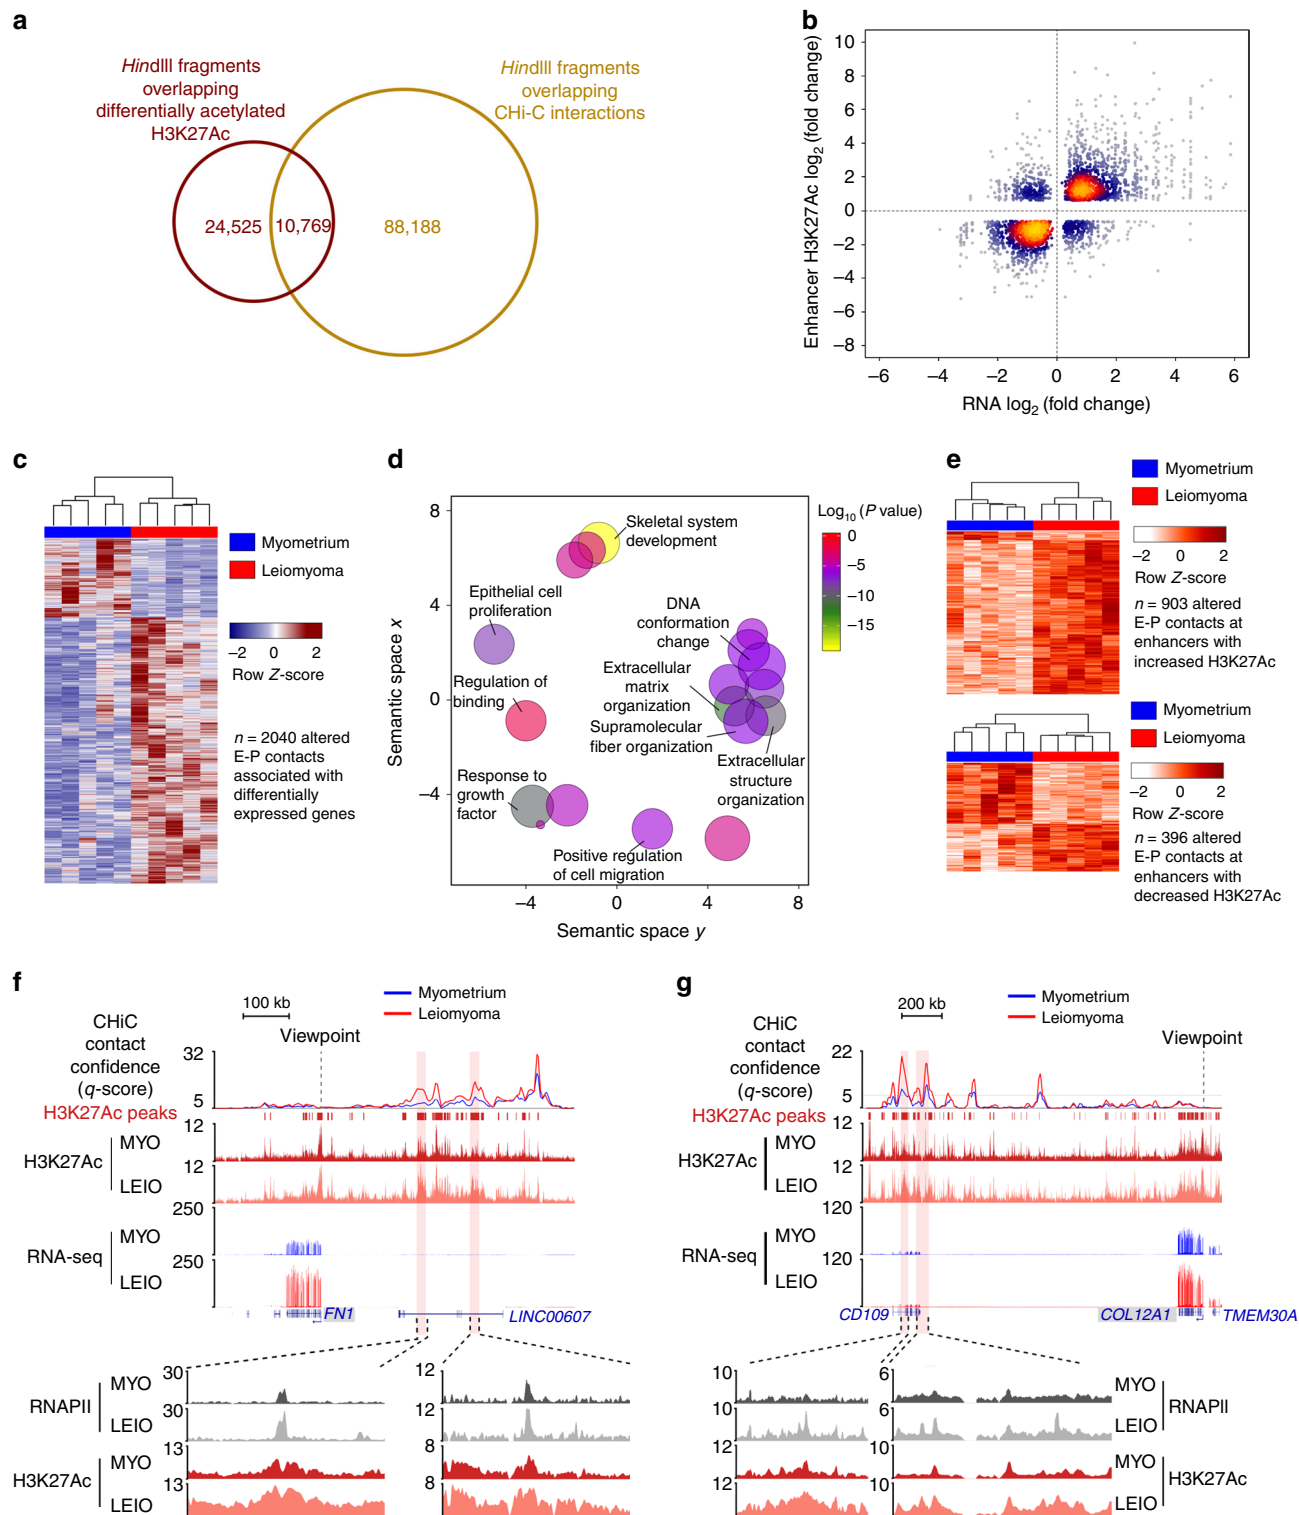 a
HindIII fragments
overlapping
differentially acetylated
H3K27Ac
HindIII fragments
overlapping
CHi-C interactions
24,525
10,769
88,188
b
Enhancer H3K27Ac log2 (fold change)
10
8
6
4
2
0
−2
−4
−6
−8
−6
−4
−2
0
2
4
6
RNA log2 (fold change)
c
Myometrium
Leiomyoma
−2 0 2
Row Z-score
n = 2040 altered
E-P contacts
associated with
differentially
expressed genes
d
Semantic space x
8
4
0
−4
−4
0
4
8
Semantic space y
Skeletal system
development
Epithelial cell
proliferation
DNA
conformation
change
Extracellular
matrix
organization
Regulation of
binding
Supramolecular
fiber organization
Extracellular
structure
organization
Response to
growth
factor
Positive regulation
of cell migration
Log10 (P value)
0
−5
−10
−15
e
Myometrium
Leiomyoma
−2 0 2
Row Z-score
n = 903 altered
E-P contacts at
enhancers with
increased H3K27Ac
Myometrium
Leiomyoma
−2 0 2
Row Z-score
n = 396 altered
E-P contacts at
enhancers with
decreased H3K27Ac
f
100 kb
Myometrium
Leiomyoma
CHiC
contact
confidence
(q-score)
Viewpoint
32
5
H3K27Ac peaks
H3K27Ac
MYO
12
LEIO
12
RNA-seq
MYO
250
LEIO
250
FN1
LINC00607
RNAPII
MYO
30
12
LEIO
30
12
H3K27Ac
MYO
13
8
LEIO
13
8
g
200 kb
Myometrium
Leiomyoma
CHiC
contact
confidence
(q-score)
Viewpoint
22
5
H3K27Ac peaks
H3K27Ac
MYO
12
LEIO
12
RNA-seq
MYO
120
LEIO
120
CD109
COL12A1
TMEM30A
10
6
MYO
RNAPII
10
6
LEIO
12
10
MYO
H3K27Ac
12
10
LEIO